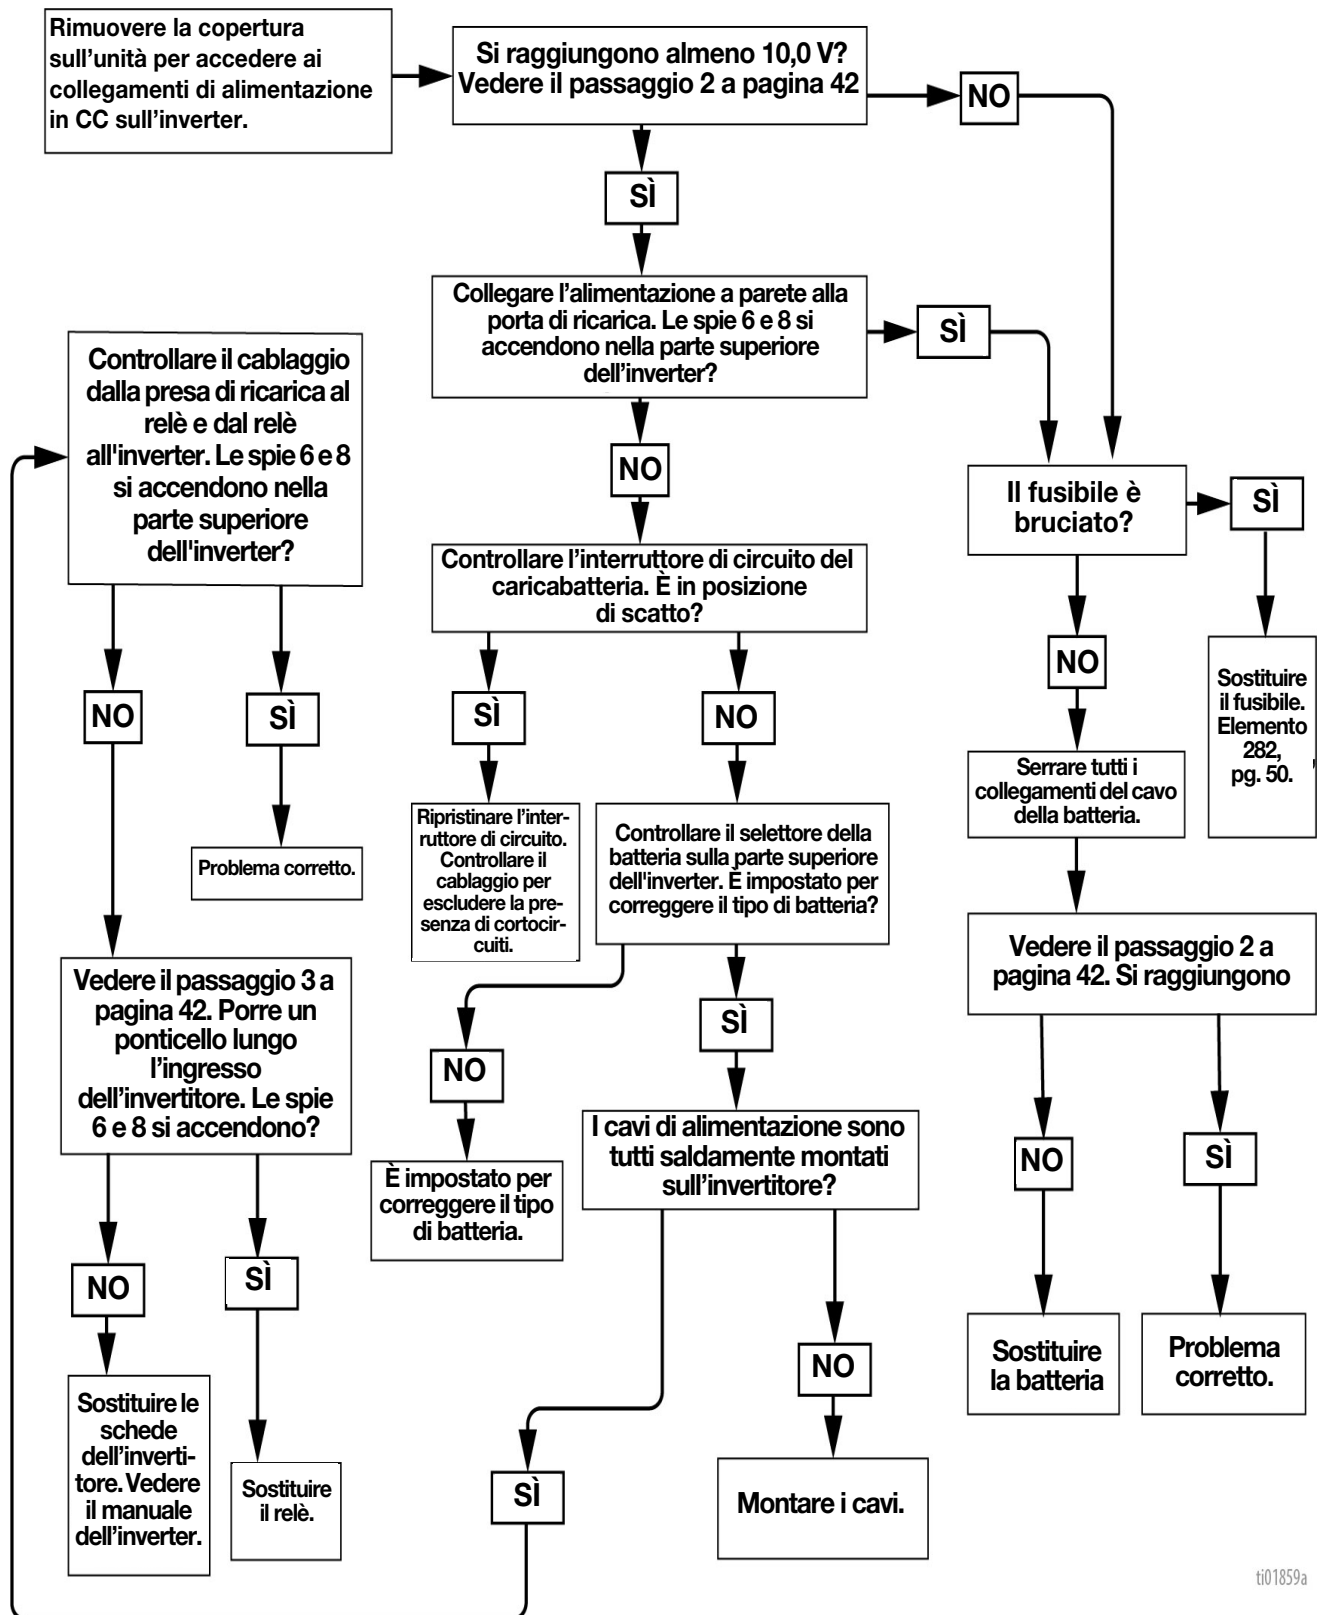 Rimuovere la copertura
sull'unità per accedere ai
collegamenti di alimentazione
in CC sull'inverter.
Si raggiungono almeno 10,0 V?
Vedere il passaggio 2 a pagina 42
NO
SÌ
Collegare l'alimentazione a parete alla
porta di ricarica. Le spie 6 e 8 si
accendono nella parte superiore
dell'inverter?
SÌ
NO
Controllare il cablaggio
dalla presa di ricarica al
relè e dal relè
all'inverter. Le spie 6 e 8
si accendono nella
parte superiore
dell'inverter?
Il fusibile è
bruciato?
SÌ
Controllare l'interruttore di circuito del
caricabatteria. È in posizione
di scatto?
NO
Sostituire
il fusibile.
Elemento
282,
pg. 50.
NO
SÌ
SÌ
NO
Serrare tutti i
collegamenti del cavo
della batteria.
Problema corretto.
Ripristinare l'inter-
ruttore di circuito.
Controllare il
cablaggio per
escludere la pre-
senza di cortocir-
cuiti.
Controllare il selettore della
batteria sulla parte superiore
dell'inverter. È impostato per
correggere il tipo di batteria?
Vedere il passaggio 2 a
pagina 42. Si raggiungono
Vedere il passaggio 3 a
pagina 42. Porre un
ponticello lungo
l'ingresso
dell'invertitore. Le spie
6 e 8 si accendono?
NO
SÌ
È impostato per
correggere il tipo
di batteria.
I cavi di alimentazione sono
tutti saldamente montati
sull'invertitore?
NO
SÌ
NO
SÌ
NO
Sostituire
la batteria
Problema
corretto.
Sostituire le
schede
dell'inverti-
tore. Vedere
il manuale
dell'inverter.
Sostituire
il relè.
SÌ
Montare i cavi.
ti01859a